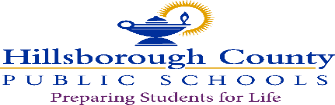 Hillsborough County
PUBLIC SCHOOLS
Preparing Students for Life